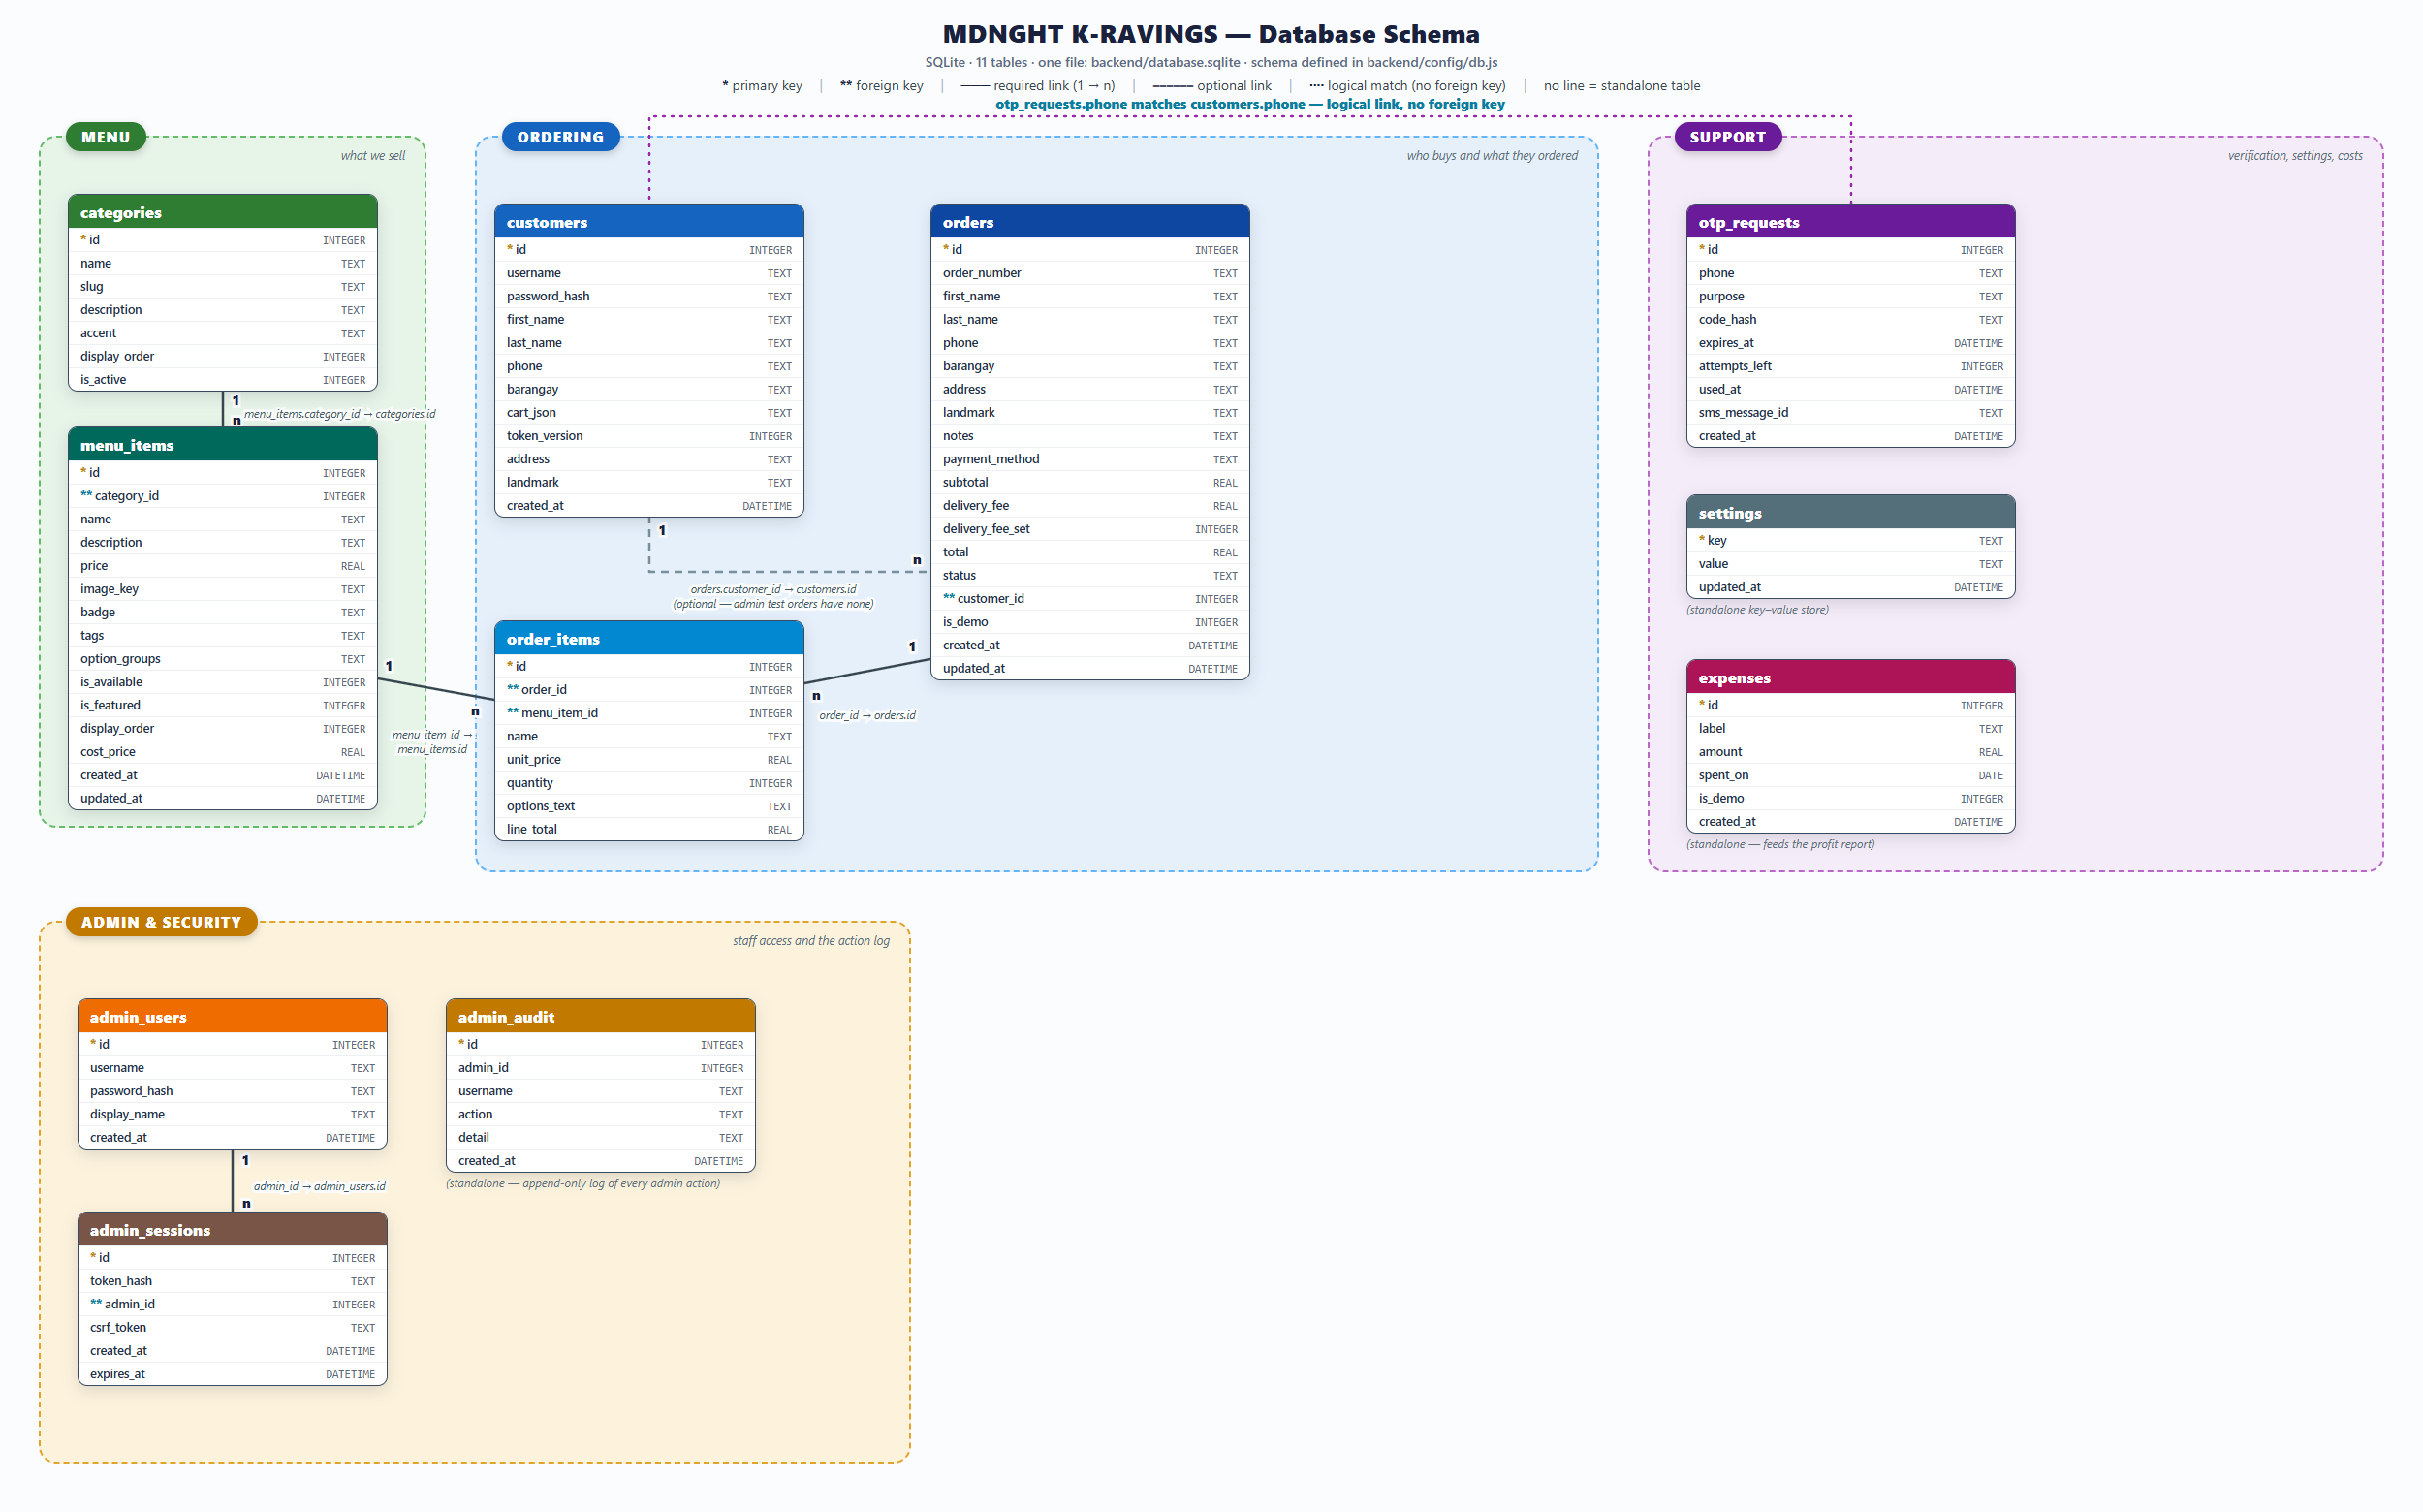 MDNGHT K-RAVINGS — Database Schema
SQLite · 11 tables · one file: backend/database.sqlite · schema defined in backend/config/db.js
* primary key | ** foreign key | —— required link (1 → n) | ------ optional link | ···· logical match (no foreign key) | no line = standalone table
otp_requests.phone matches customers.phone — logical link, no foreign key
MENU
what we sell
categories
* id INTEGER
name TEXT
slug TEXT
description TEXT
accent TEXT
display_order INTEGER
is_active INTEGER
1
menu_items.category_id → categories.id
n
menu_items
* id INTEGER
** category_id INTEGER
name TEXT
description TEXT
price REAL
image_key TEXT
badge TEXT
tags TEXT
option_groups TEXT
is_available INTEGER
is_featured INTEGER
display_order INTEGER
cost_price REAL
created_at DATETIME
updated_at DATETIME
1
n
menu_item_id →
menu_items.id
ORDERING
who buys and what they ordered
customers
* id INTEGER
username TEXT
password_hash TEXT
first_name TEXT
last_name TEXT
phone TEXT
barangay TEXT
cart_json TEXT
token_version INTEGER
address TEXT
landmark TEXT
created_at DATETIME
1
n
orders.customer_id → customers.id
(optional — admin test orders have none)
order_items
* id INTEGER
** order_id INTEGER
** menu_item_id INTEGER
name TEXT
unit_price REAL
quantity INTEGER
options_text TEXT
line_total REAL
1
n
order_id → orders.id
orders
* id INTEGER
order_number TEXT
first_name TEXT
last_name TEXT
phone TEXT
barangay TEXT
address TEXT
landmark TEXT
notes TEXT
payment_method TEXT
subtotal REAL
delivery_fee REAL
delivery_fee_set INTEGER
total REAL
status TEXT
** customer_id INTEGER
is_demo INTEGER
created_at DATETIME
updated_at DATETIME
SUPPORT
verification, settings, costs
otp_requests
* id INTEGER
phone TEXT
purpose TEXT
code_hash TEXT
expires_at DATETIME
attempts_left INTEGER
used_at DATETIME
sms_message_id TEXT
created_at DATETIME
settings
* key TEXT
value TEXT
updated_at DATETIME
(standalone key–value store)
expenses
* id INTEGER
label TEXT
amount REAL
spent_on DATE
is_demo INTEGER
created_at DATETIME
(standalone — feeds the profit report)
ADMIN & SECURITY
staff access and the action log
admin_users
* id INTEGER
username TEXT
password_hash TEXT
display_name TEXT
created_at DATETIME
1
admin_id → admin_users.id
n
admin_sessions
* id INTEGER
token_hash TEXT
** admin_id INTEGER
csrf_token TEXT
created_at DATETIME
expires_at DATETIME
admin_audit
* id INTEGER
admin_id INTEGER
username TEXT
action TEXT
detail TEXT
created_at DATETIME
(standalone — append-only log of every admin action)